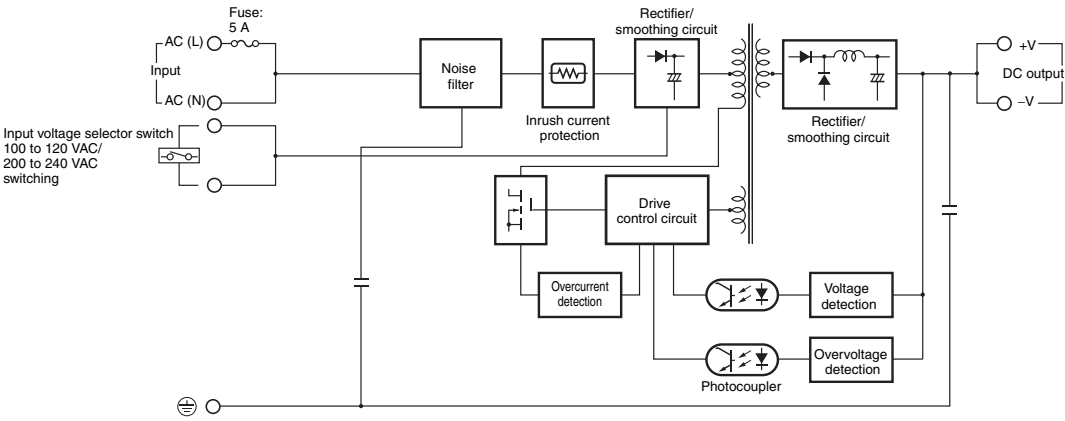 Fuse:
5 A
AC (L)
Input
AC (N)
Input voltage selector switch
100 to 120 VAC/
200 to 240 VAC
switching
Noise
filter
Inrush current
protection
Rectifier/
smoothing circuit
Rectifier/
smoothing circuit
+V
DC output
−V
Drive
control circuit
Overcurrent
detection
Voltage
detection
Overvoltage
detection
Photocoupler